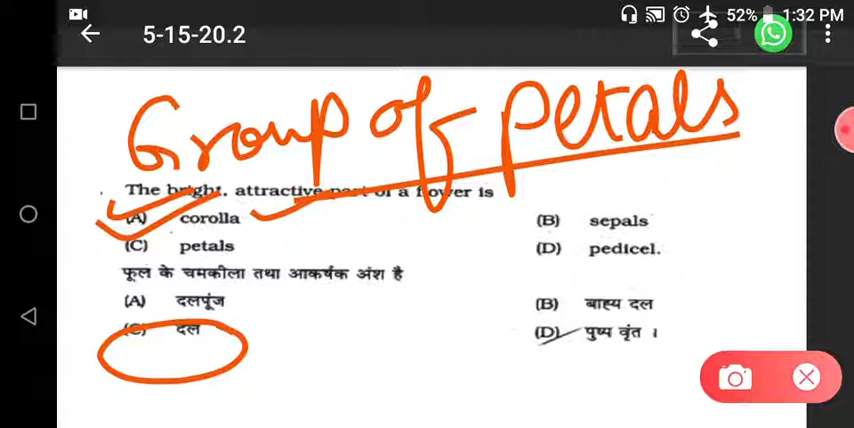 52% 1:32 PM
5-15-20.2
Group of petals
The bright. attractive part of a flower is
(A) corolla (B) sepals
(C) petals (D) pedicel.
फूल के चमकीला तथा आकर्षक अंश है
(A) दलपूंज (B) बाह्य दल
(C) दल (D) पुष्प वृंत ।